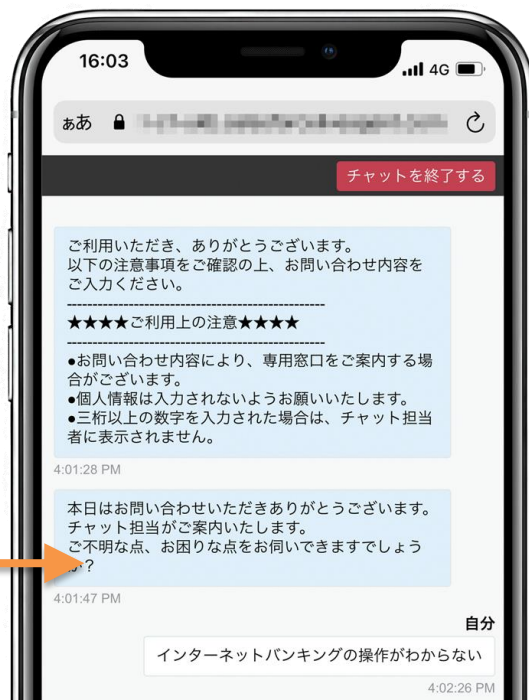 16:03
4G
ああ
チャットを終了する
ご利用いただき、ありがとうございます。
以下の注意事項をご確認の上、お問い合わせ内容を
ご入力ください。
------------------------------------------------
★★★★ご利用上の注意★★★★
------------------------------------------------
●お問い合わせ内容により、専用窓口をご案内する場
合がございます。
●個人情報は入力されないようお願いいたします。
●三桁以上の数字を入力された場合は、チャット担当
者に表示されません。
4:01:28 PM
本日はお問い合わせいただきありがとうございます。
チャット担当がご案内いたします。
ご不明な点、お困りな点をお伺いできますでしょう
か?
4:01:47 PM
自分
インターネットバンキングの操作がわからない
4:02:26 PM